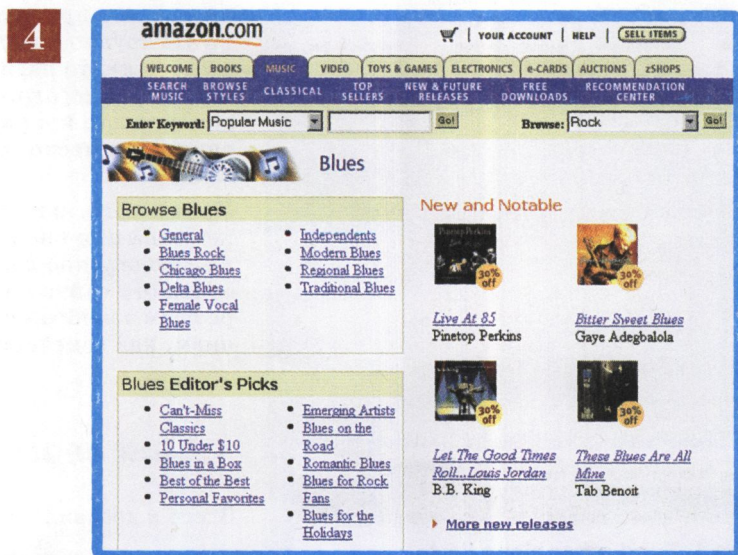 4
amazon.com
YOUR ACCOUNT | HELP | SELL ITEMS
WELCOME BOOKS MUSIC VIDEO TOYS & GAMES ELECTRONICS e-CARDS AUCTIONS zSHOPS
SEARCH MUSIC BROWSE STYLES CLASSICAL TOP SELLERS NEW & FUTURE RELEASES FREE DOWNLOADS RECOMMENDATION CENTER
Enter Keyword: Popular Music Go! Browse: Rock Go!
Blues
Browse Blues
General
Blues Rock
Chicago Blues
Delta Blues
Female Vocal
Blues
Independents
Modern Blues
Regional Blues
Traditional Blues
Blues Editor's Picks
Can't-Miss
Classics
10 Under $10
Blues in a Box
Best of the Best
Personal Favorites
Emerging Artists
Blues on the
Road
Romantic Blues
Blues for Rock
Fans
Blues for the
Holidays
New and Notable
Pinetop Perkins
30% off
30% off
Live At 85
Pinetop Perkins
Bitter Sweet Blues
Gaye Adegbalola
30% off
30% off
Let The Good Times
Roll...Louis Jordan
B.B. King
These Blues Are All
Mine
Tab Benoit
More new releases